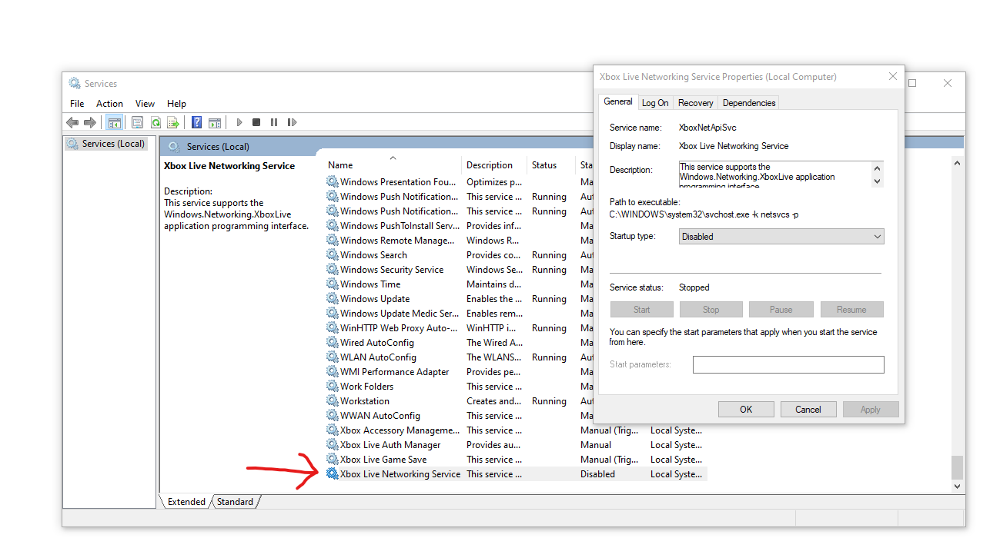 Services
File Action View Help
Services (Local)
Services (Local)
Xbox Live Networking Service
Description:
This service supports the
Windows.Networking.XboxLive
application programming interface.
Name Description Status Sta
Windows Presentation Fou... Optimizes p... Ma
Windows Push Notification... This service ... Running Aut
Windows Push Notification... This service ... Running Aut
Windows PushToInstall Serv... Provides inf... Ma
Windows Remote Manage... Windows R... Ma
Windows Search Provides co... Running Aut
Windows Security Service Windows Se... Running Ma
Windows Time Maintains d... Ma
Windows Update Enables the ... Running Ma
Windows Update Medic Ser... Enables rem... Ma
WinHTTP Web Proxy Auto-... WinHTTP i... Running Ma
Wired AutoConfig The Wired A... Ma
WLAN AutoConfig The WLANS... Running Aut
WMI Performance Adapter Provides pe... Ma
Work Folders This service ... Ma
Workstation Creates and... Running Aut
WWAN AutoConfig This service ... Ma
Xbox Accessory Manageme... This service ... Manual (Trig... Local Syste...
Xbox Live Auth Manager Provides au... Manual Local Syste...
Xbox Live Game Save This service ... Manual (Trig... Local Syste...
Xbox Live Networking Service This service ... Disabled Local Syste...
Extended Standard
Xbox Live Networking Service Properties (Local Computer)
General Log On Recovery Dependencies
Service name: XboxNetApiSvc
Display name: Xbox Live Networking Service
Description: This service supports the
Windows.Networking.XboxLive application
programming interface
Path to executable:
C:\WINDOWS\system32\svchost.exe -k netsvcs -p
Startup type: Disabled
Service status: Stopped
Start Stop Pause Resume
You can specify the start parameters that apply when you start the service
from here.
Start parameters:
OK Cancel Apply